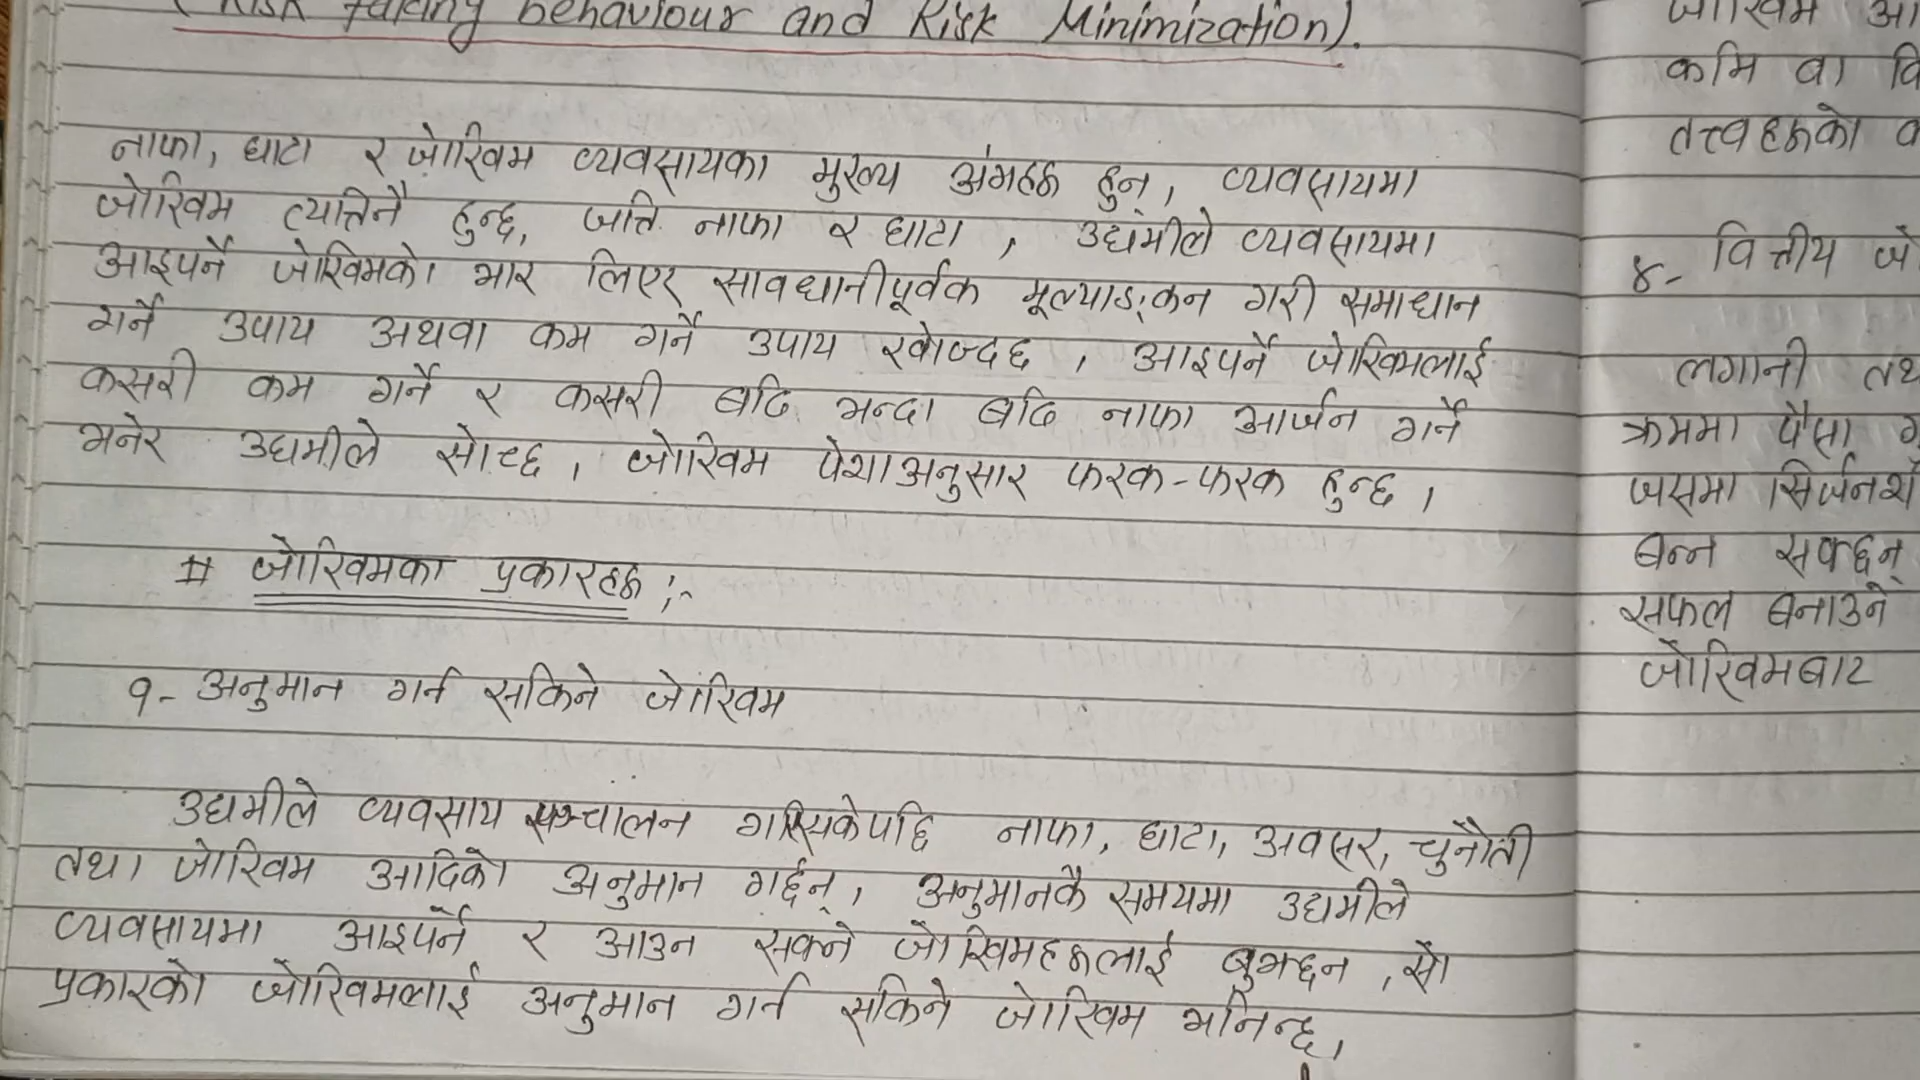 ( Risk taking behaviour and Risk Minimization).
नाफा, घाटा र जोखिम व्यवसायका मुख्य अंगहरू हुन्। व्यवसायमा
जोखिम त्यत्तिनै हुन्छ, जति नाफा र घाटा । उद्यमीले व्यवसायमा
आइपर्ने जोखिमको भार लिएर सावधानीपूर्वक मूल्याङ्कन गरी समाधान
गर्ने उपाय अथवा कम गर्ने उपाय खोज्दछ । आइपर्ने जोखिमलाई
कसरी कम गर्ने र कसरी बढि भन्दा बढि नाफा आर्जन गर्ने
भनेर उद्यमीले सोच्छ । जोखिम पेशाअनुसार फरक-फरक हुन्छ ।
# जोखिमका प्रकारहरू :-
१- अनुमान गर्न सकिने जोखिम
उद्यमीले व्यवसाय सञ्चालन गरिसकेपछि नाफा, घाटा, अवसर, चुनौती
तथा जोखिम आदिको अनुमान गर्छन्। अनुमानकै समयमा उद्यमीले
व्यवसायमा आइपर्ने र आउन सक्ने जोखिमहरूलाई बुझ्छन । सो
प्रकारको जोखिमलाई अनुमान गर्न सकिने जोखिम भनिन्छ।
जोखिम
कमि वा
तत्त्वहरूको
४- वित्तीय
लगानी
क्रममा पैसा
जसमा
बन्न सक्छन्
सफल बनाउने
जोखिमबाट